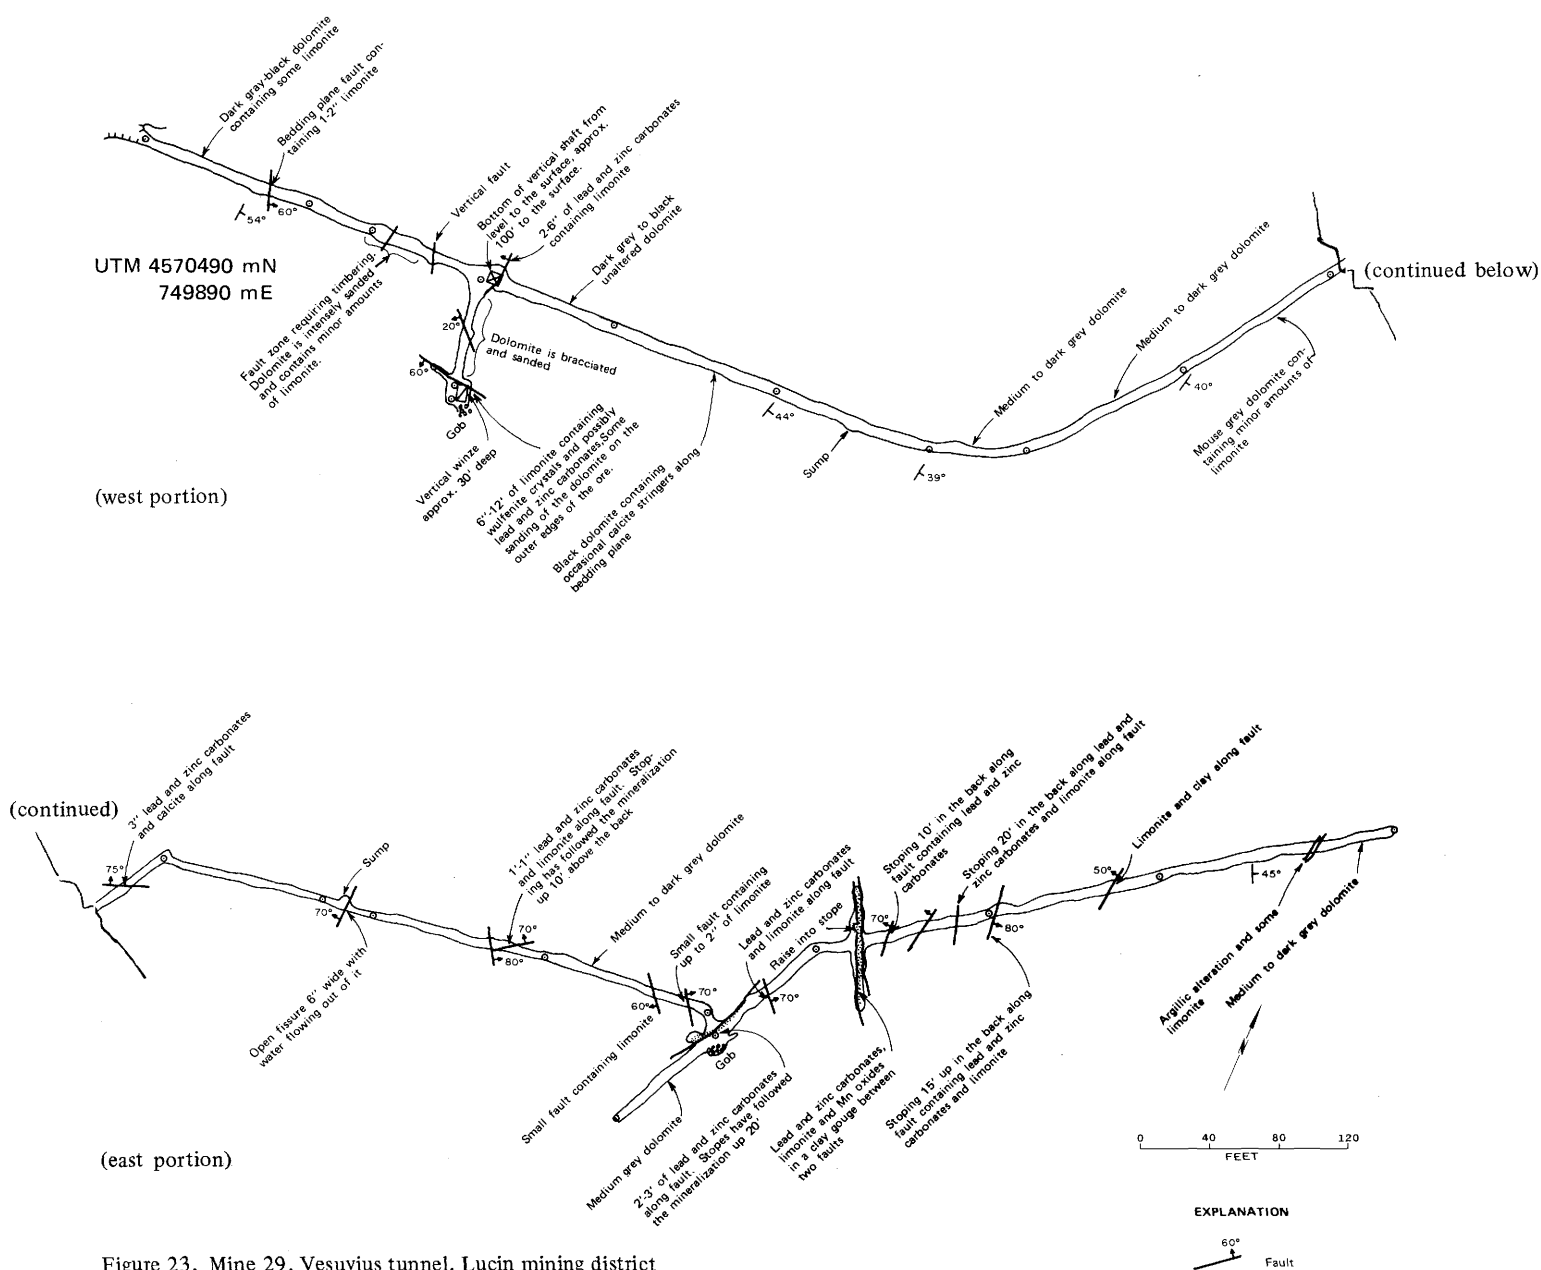 Dark gray-black dolomite
containing some limonite
Bedding plane fault con-
taining 1-2" limonite
Vertical fault
Bottom of vertical shaft from
level to the surface, approx.
100' to the surface.
2-6" of lead and zinc carbonates
containing limonite
Dark grey to black
unaltered dolomite
54°
60°
UTM 4570490 mN
749890 mE
Fault zone requiring timbering.
Dolomite is intensely sanded
and contains minor amounts
of limonite.
20°
60°
Dolomite is bracciated
and sanded
Gob
Vertical winze
approx. 30' deep
6"-12' of limonite containing
wulfenite crystals and possibly
lead and zinc carbonates,Some
sanding of the dolomite on the
outer edges of the ore.
Black dolomite containing
occasional calcite stringers along
bedding plane
44°
Sump
39°
Medium to dark grey dolomite
Medium to dark grey dolomite
40°
Mouse grey dolomite con-
taining minor amounts of
limonite
(continued below)
(west portion)
(continued)
3" lead and zinc carbonates
and calcite along fault
75°
Sump
70°
Open fissure 6" wide with
water flowing out of it
1'-1" lead and zinc carbonates
and limonite along fault. Stop-
ing has followed the mineralization
up 10' above the back
70°
80°
Medium to dark grey dolomite
Small fault containing
up to 2" of limonite
60°
70°
Small fault containing limonite
Lead and zinc carbonates
and limonite along fault
Raise into stope
70°
Gob
Medium grey dolomite
2'-3' of lead and zinc carbonates
along fault. Stopes have followed
the mineralization up 20'
Lead and zinc carbonates,
limonite and Mn oxides
in a clay gouge between
two faults
Stoping 10' in the back along
fault containing lead and zinc
carbonates
70°
Stoping 20' in the back along lead and
zinc carbonates and limonite along fault
80°
Stoping 15' up in the back along
fault containing lead and zinc
carbonates and limonite
Limonite and clay along fault
50°
45°
Argillic alteration and some
limonite
Medium to dark grey dolomite
(east portion)
0 40 80 120
FEET
EXPLANATION
60°
Fault
Figure 23. Mine 29, Vesuvius tunnel, Lucin mining district